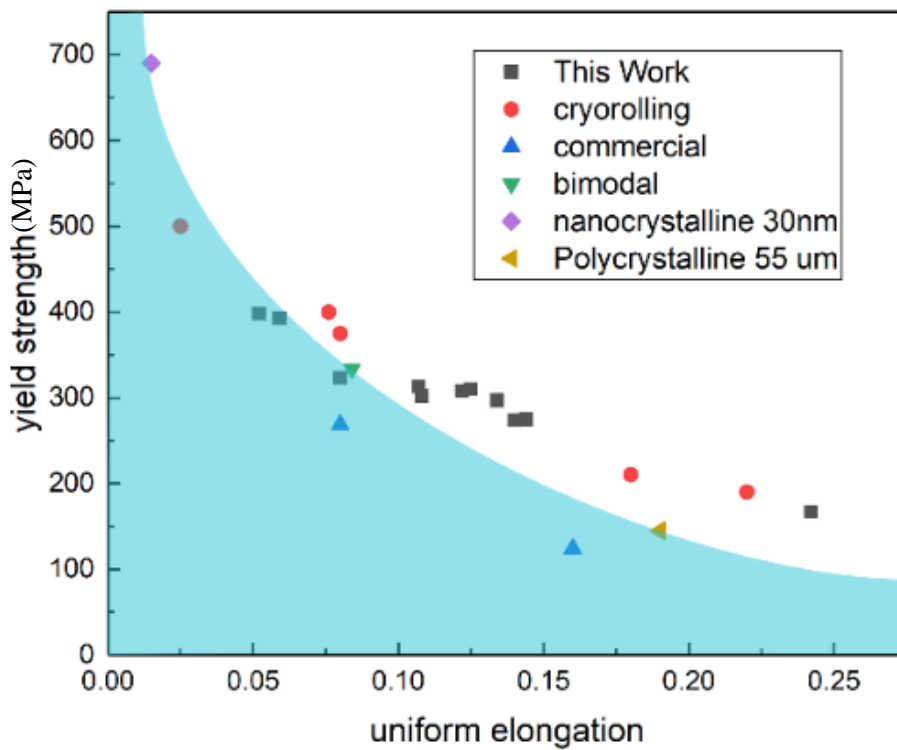 700
600
500
400
300
200
100
0
yield strength(MPa)
This Work
cryorolling
commercial
bimodal
nanocrystalline 30nm
Polycrystalline 55 um
0.00 0.05 0.10 0.15 0.20 0.25
uniform elongation